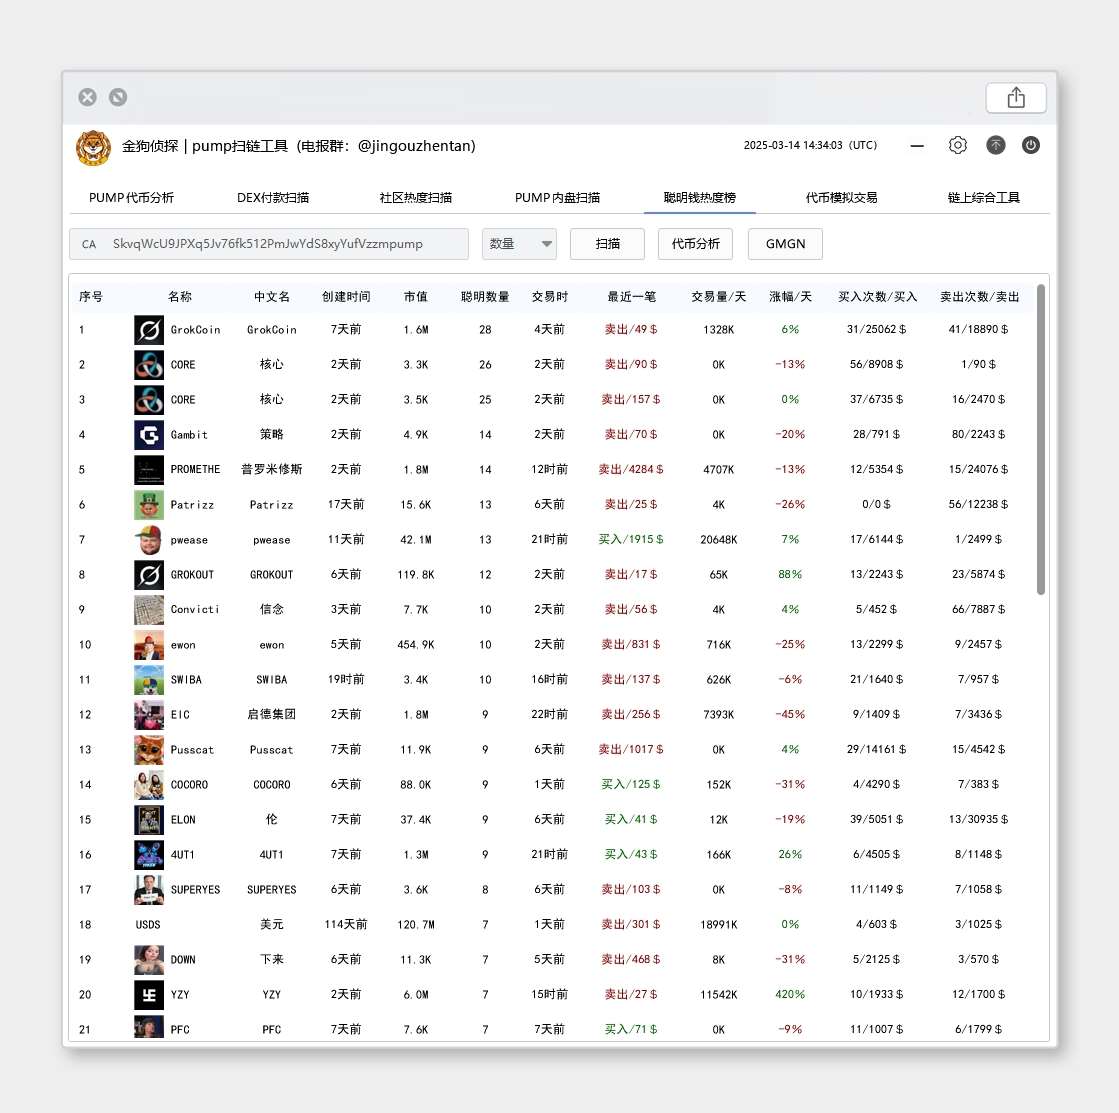 金狗侦探 | pump扫链工具 (电报群：@jingouzhentan) 2025-03-14 14:34:03 (UTC)
PUMP代币分析 DEX付款扫描 社区热度扫描 PUMP内盘扫描 聪明钱热度榜 代币模拟交易 链上综合工具
CA SkvqWcU9JPXq5Jv76fk512PmJwYdS8xyYufVzzmpump 数量 扫描 代币分析 GMGN
序号 名称 中文名 创建时间 市值 聪明数量 交易时 最近一笔 交易量/天 涨幅/天 买入次数/买入 卖出次数/卖出
1 GrokCoin GrokCoin 7天前 1.6M 28 4天前 卖出/49 $ 1328K 6% 31/25062 $ 41/18890 $
2 CORE 核心 2天前 3.3K 26 2天前 卖出/90 $ 0K -13% 56/8908 $ 1/90 $
3 CORE 核心 2天前 3.5K 25 2天前 卖出/157 $ 0K 0% 37/6735 $ 16/2470 $
4 Gambit 策略 2天前 4.9K 14 2天前 卖出/70 $ 0K -20% 28/791 $ 80/2243 $
5 PROMETHE 普罗米修斯 2天前 1.8M 14 12时前 卖出/4284 $ 4707K -13% 12/5354 $ 15/24076 $
6 Patrizz Patrizz 17天前 15.6K 13 6天前 卖出/25 $ 4K -26% 0/0 $ 56/12238 $
7 pwease pwease 11天前 42.1M 13 21时前 买入/1915 $ 20648K 7% 17/6144 $ 1/2499 $
8 GROKOUT GROKOUT 6天前 119.8K 12 2天前 卖出/17 $ 65K 88% 13/2243 $ 23/5874 $
9 Convicti 信念 3天前 7.7K 10 2天前 卖出/56 $ 4K 4% 5/452 $ 66/7887 $
10 ewon ewon 5天前 454.9K 10 2天前 卖出/831 $ 716K -25% 13/2299 $ 9/2457 $
11 SWIBA SWIBA 19时前 3.4K 10 16时前 卖出/137 $ 626K -6% 21/1640 $ 7/957 $
12 EIC 启德集团 2天前 1.8M 9 22时前 卖出/256 $ 7393K -45% 9/1409 $ 7/3436 $
13 Pusscat Pusscat 7天前 11.9K 9 6天前 卖出/1017 $ 0K 4% 29/14161 $ 15/4542 $
14 COCORO COCORO 6天前 88.0K 9 1天前 买入/125 $ 152K -31% 4/4290 $ 7/383 $
15 ELON 伦 7天前 37.4K 9 6天前 买入/41 $ 12K -19% 39/5051 $ 13/30935 $
16 4UT1 4UT1 7天前 1.3M 9 21时前 买入/43 $ 166K 26% 6/4505 $ 8/1148 $
17 SUPERYES SUPERYES 6天前 3.6K 8 6天前 卖出/103 $ 0K -8% 11/1149 $ 7/1058 $
18 USDS 美元 114天前 120.7M 7 1天前 卖出/301 $ 18991K 0% 4/603 $ 3/1025 $
19 DOWN 下来 6天前 11.3K 7 5天前 卖出/468 $ 8K -31% 5/2125 $ 3/570 $
20 YZY YZY 2天前 6.0M 7 15时前 卖出/27 $ 11542K 420% 10/1933 $ 12/1700 $
21 PFC PFC 7天前 7.6K 7 7天前 买入/71 $ 0K -9% 11/1007 $ 6/1799 $